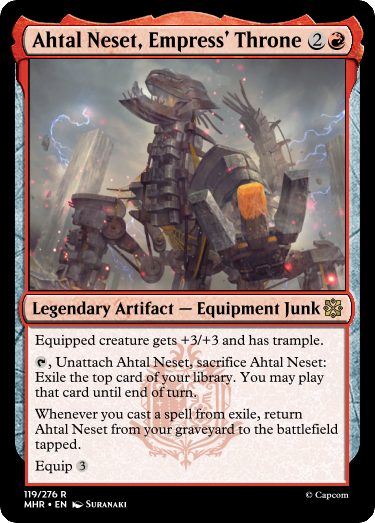 Ahtal Neset, Empress' Throne 2
Legendary Artifact — Equipment Junk
Equipped creature gets +3/+3 and has trample.
, Unattach Ahtal Neset, sacrifice Ahtal Neset:
Exile the top card of your library. You may play
that card until end of turn.
Whenever you cast a spell from exile, return
Ahtal Neset from your graveyard to the battlefield
tapped.
Equip 3
119/276 R
MHR • EN Suranaki
© Capcom